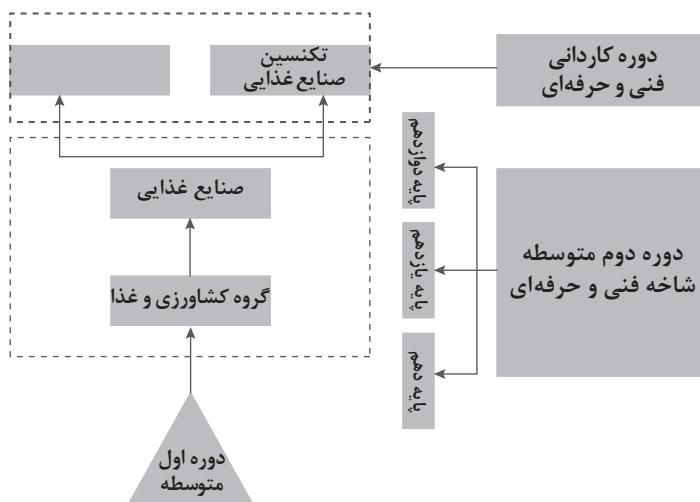 تکنسین
صنایع غذایی
دوره کاردانی
فنی و حرفه‌ای
صنایع غذایی
گروه کشاورزی و غذا
پایه دوازدهم
پایه یازدهم
پایه دهم
دوره دوم متوسطه
شاخه فنی و حرفه‌ای
دوره اول
متوسطه